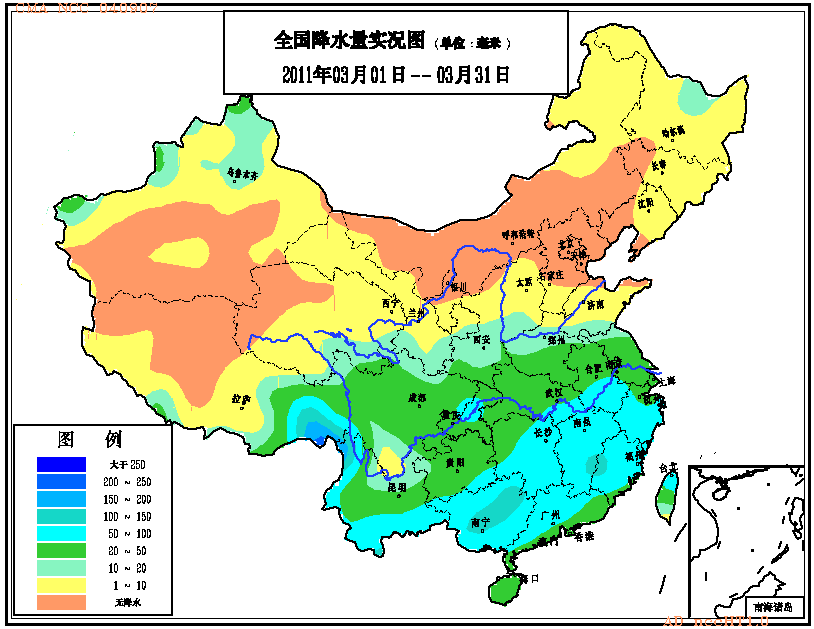 CMA NCC 040907
全国降水量实况图 (单位:毫米)
2011年03月01日--03月31日
哈尔滨
长春
乌鲁木齐
沈阳
呼和浩特
北京
天津
石家庄
太原
银川
西宁
济南
兰州
西安
郑州
合肥
南京
上海
拉萨
成都
武汉
杭州
重庆
南昌
长沙
贵阳
福州
台北
昆明
广州
南宁
香港
澳门
海口
图 例
大于 250
200 ~ 250
150 ~ 200
100 ~ 150
50 ~ 100
20 ~ 50
10 ~ 20
1 ~ 10
无降水
南海诸岛